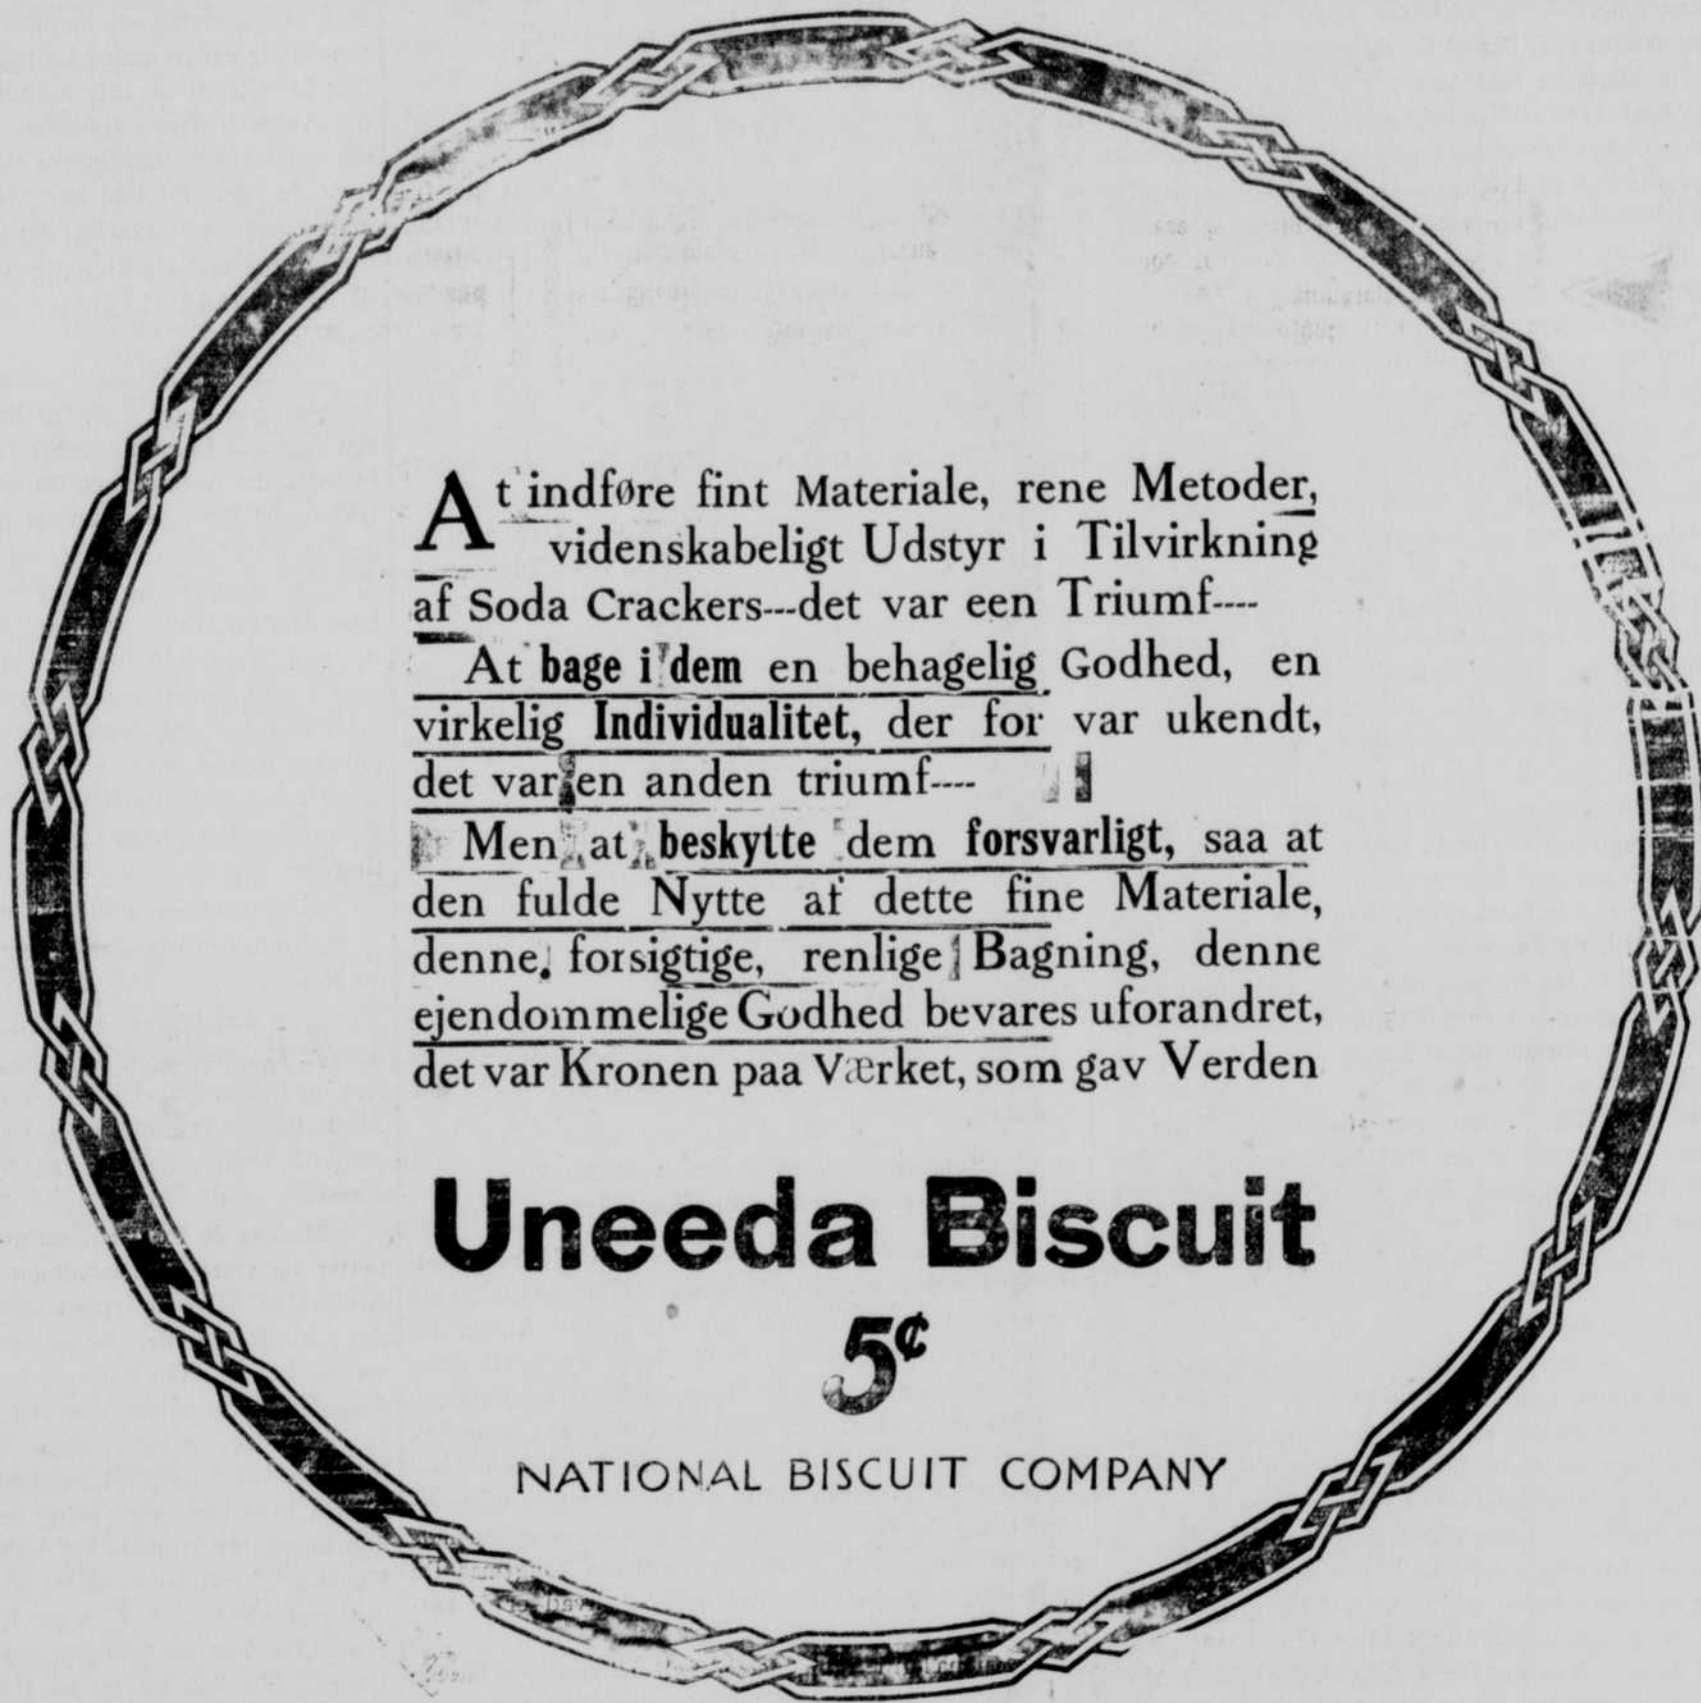 At indføre fint Materiale, rene Metoder,
videnskabeligt Udstyr i Tilvirkning
af Soda Crackers---det var een Triumf----
At bage i dem en behagelig Godhed, en
virkelig Individualitet, der for var ukendt,
det var en anden triumf----
Men at beskytte dem forsvarligt, saa at
den fulde Nytte af dette fine Materiale,
denne, forsigtige, renlige Bagning, denne
ejendommelige Godhed bevares uforandret,
det var Kronen paa Værket, som gav Verden
Uneeda Biscuit
5¢
NATIONAL BISCUIT COMPANY